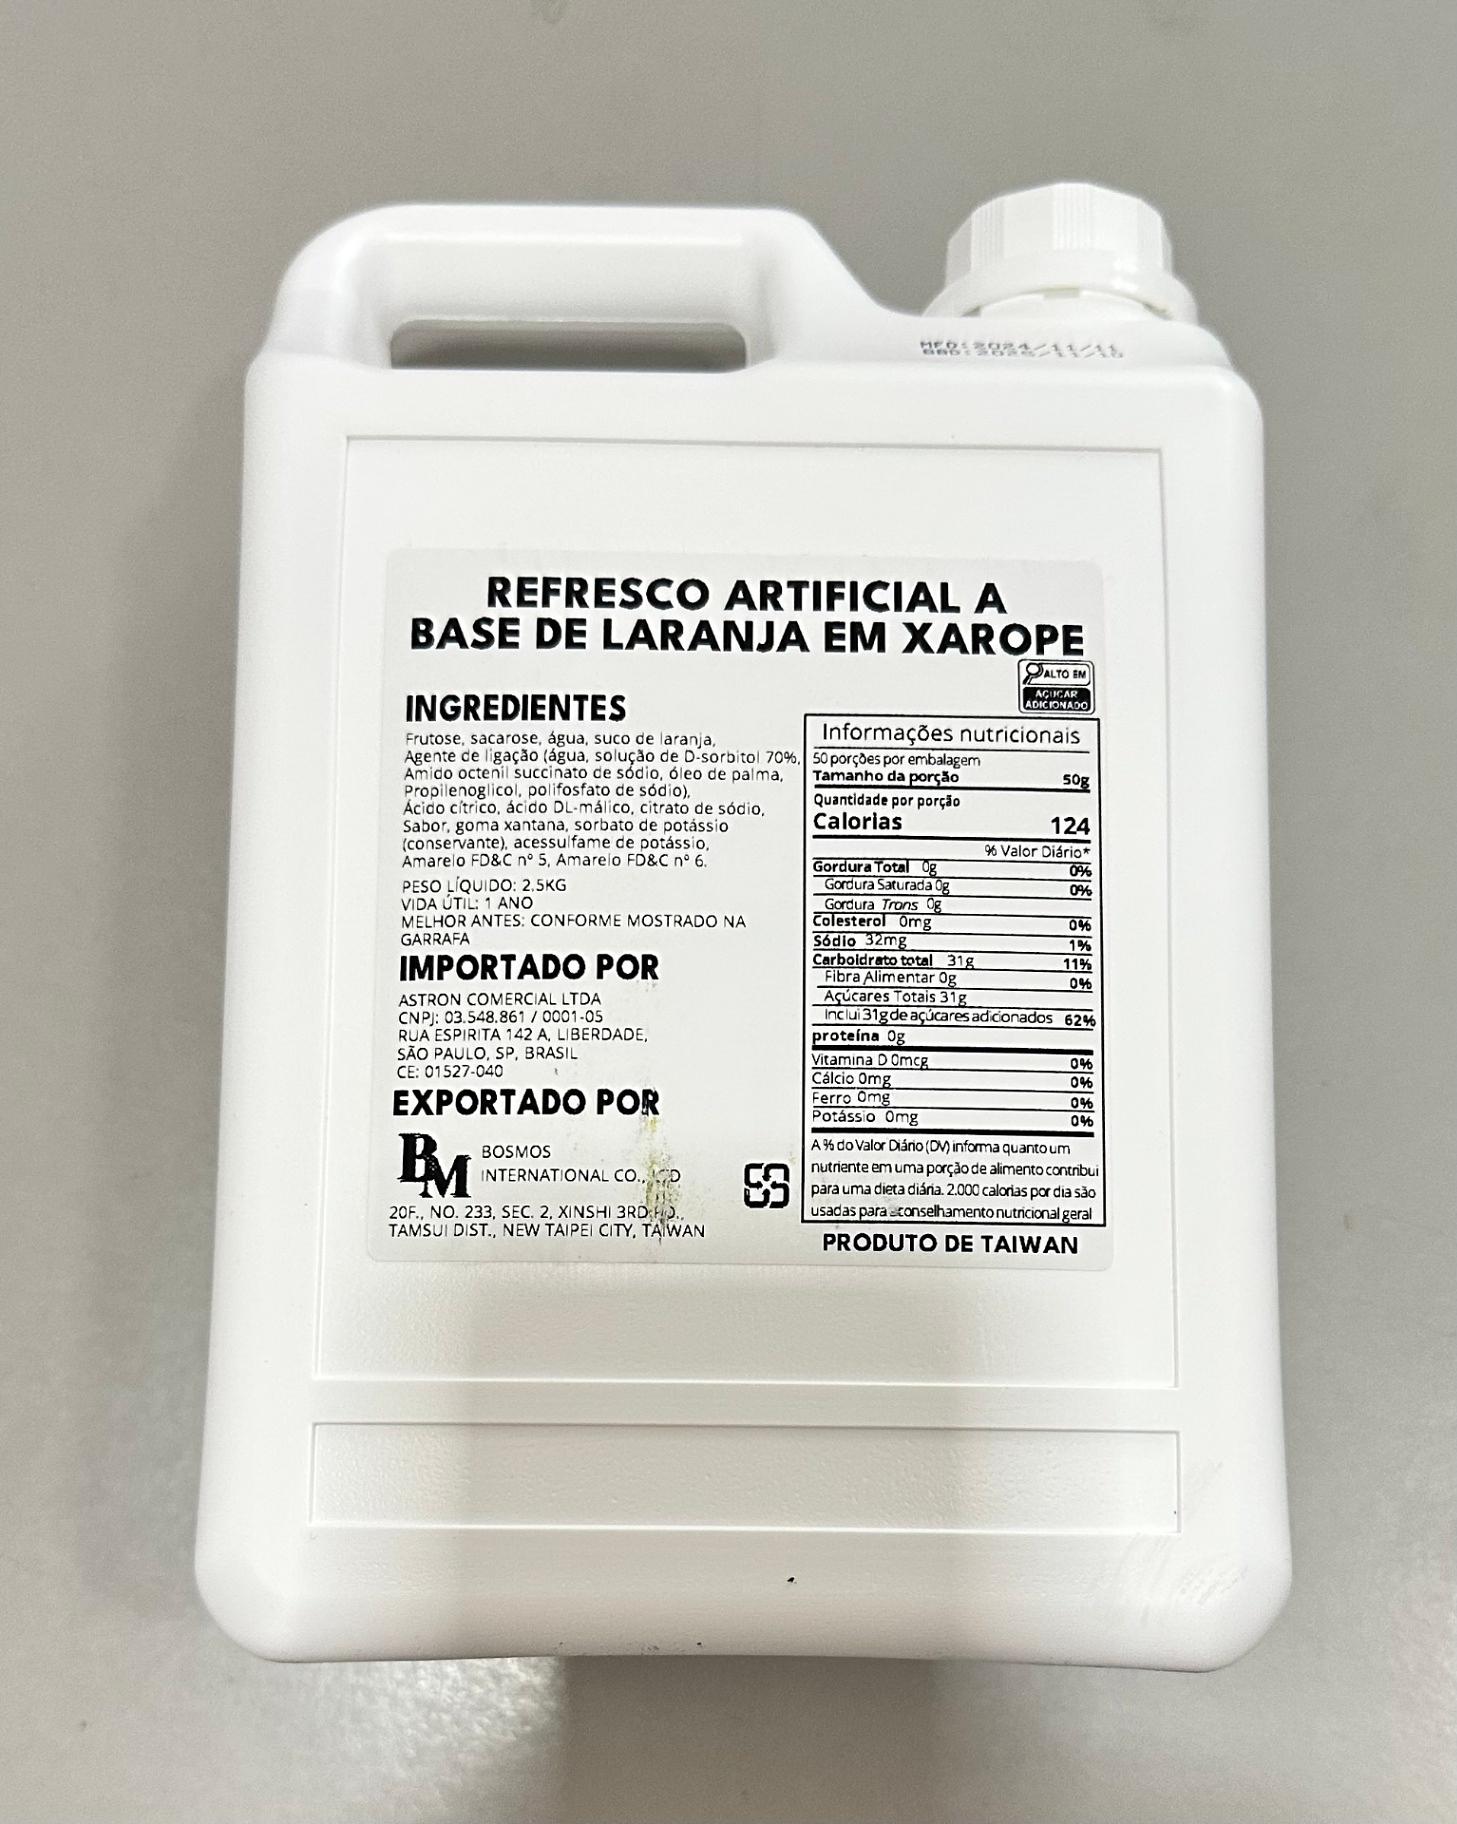 MFD:2024/11/11
BBD:2025/11/10
REFRESCO ARTIFICIAL A
BASE DE LARANJA EM XAROPE
ALTO EM
AÇUCAR
ADICIONADO
INGREDIENTES
Frutose, sacarose, água, suco de laranja,
Agente de ligação (água, solução de D-sorbitol 70%,
Amido octenil succinato de sódio, óleo de palma,
Propilenoglicol, polifosfato de sódio),
Ácido cítrico, ácido DL-málico, citrato de sódio,
Sabor, goma xantana, sorbato de potássio
(conservante), acessulfame de potássio,
Amarelo FD&C nº 5, Amarelo FD&C nº 6.
PESO LÍQUIDO: 2,5KG
VIDA ÚTIL: 1 ANO
MELHOR ANTES: CONFORME MOSTRADO NA
GARRAFA
IMPORTADO POR
ASTRON COMERCIAL LTDA
CNPJ: 03.548.861 / 0001-05
RUA ESPIRITA 142 A, LIBERDADE,
SÃO PAULO, SP, BRASIL
CE: 01527-040
EXPORTADO POR
BM
BOSMOS
INTERNATIONAL CO., LTD
20F., NO. 233, SEC. 2, XINSHI 3RD RD.,
TAMSUI DIST., NEW TAIPEI CITY, TAIWAN
Informações nutricionais
50 porções por embalagem
Tamanho da porção 50g
Quantidade por porção
Calorias 124
% Valor Diário*
Gordura Total 0g 0%
Gordura Saturada 0g 0%
Gordura Trans 0g
Colesterol 0mg 0%
Sódio 32mg 1%
Carboidrato total 31g 11%
Fibra Alimentar 0g 0%
Açúcares Totais 31g
Inclui 31g de açúcares adicionados 62%
proteína 0g
Vitamina D 0mcg 0%
Cálcio 0mg 0%
Ferro 0mg 0%
Potássio 0mg 0%
A % do Valor Diário (DV) informa quanto um
nutriente em uma porção de alimento contribui
para uma dieta diária. 2.000 calorias por dia são
usadas para aconselhamento nutricional geral
PRODUTO DE TAIWAN